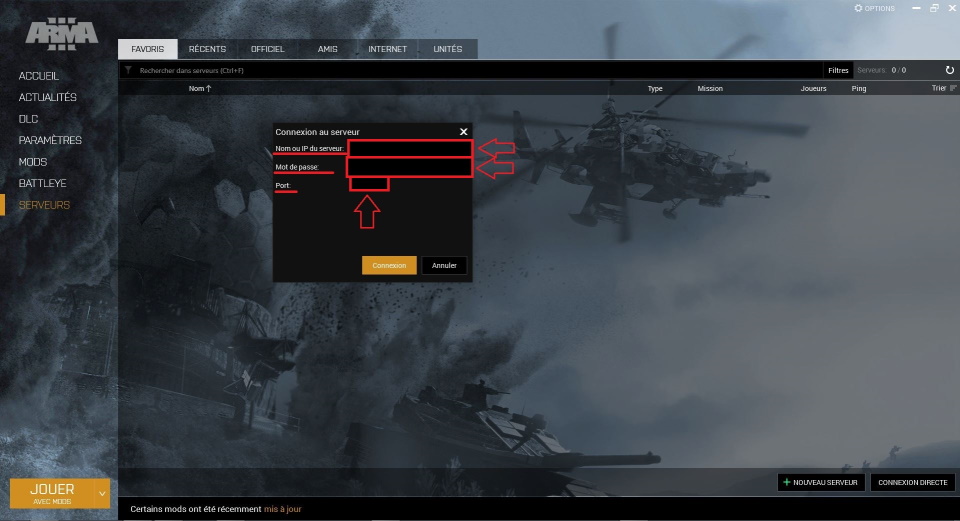 OPTIONS
ARMA
III
FAVORIS RÉCENTS OFFICIEL AMIS INTERNET UNITÉS
Rechercher dans serveurs (Ctrl+F) Filtres Serveurs: 0 / 0
Nom Type Mission Joueurs Ping Trier
ACCUEIL
ACTUALITÉS
DLC
PARAMÈTRES
MODS
BATTLEYE
SERVEURS
Connexion au serveur
Nom ou IP du serveur:
Mot de passe:
Port:
Connexion Annuler
JOUER
AVEC MODS
+ NOUVEAU SERVEUR CONNEXION DIRECTE
Certains mods ont été récemment mis à jour